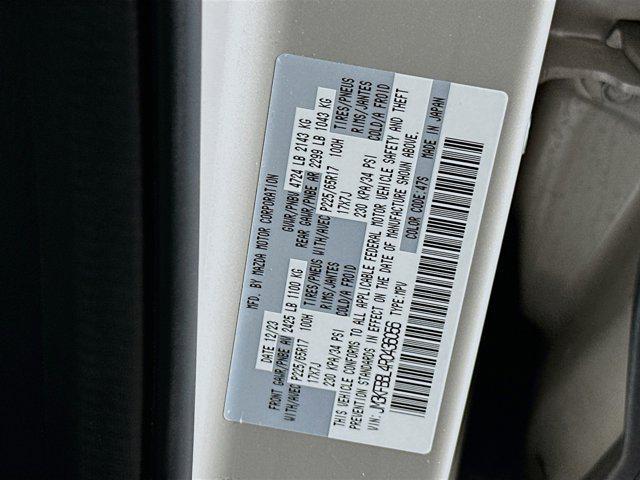 MFD. BY MAZDA MOTOR CORPORATION
DATE 12/23 GVWR/PNBV 4724 LB 2143 KG
FRONT GAWR/PNBE AV 2425 LB 1100 KG REAR GAWR/PNBE AR 2299 LB 1043 KG
WITH/AVEC P225/65R17 100H TIRES/PNEUS WITH/AVEC P225/65R17 100H TIRES/PNEUS
17X7J RIMS/JANTES 17X7J RIMS/JANTES
230 KPA/34 PSI COLD/A FROID 230 KPA/34 PSI COLD/A FROID
THIS VEHICLE CONFORMS TO ALL APPLICABLE FEDERAL MOTOR VEHICLE SAFETY AND THEFT
PREVENTION STANDARDS IN EFFECT ON THE DATE OF MANUFACTURE SHOWN ABOVE.
VIN: TYPE:MPV COLOR CODE:47S MADE IN JAPAN